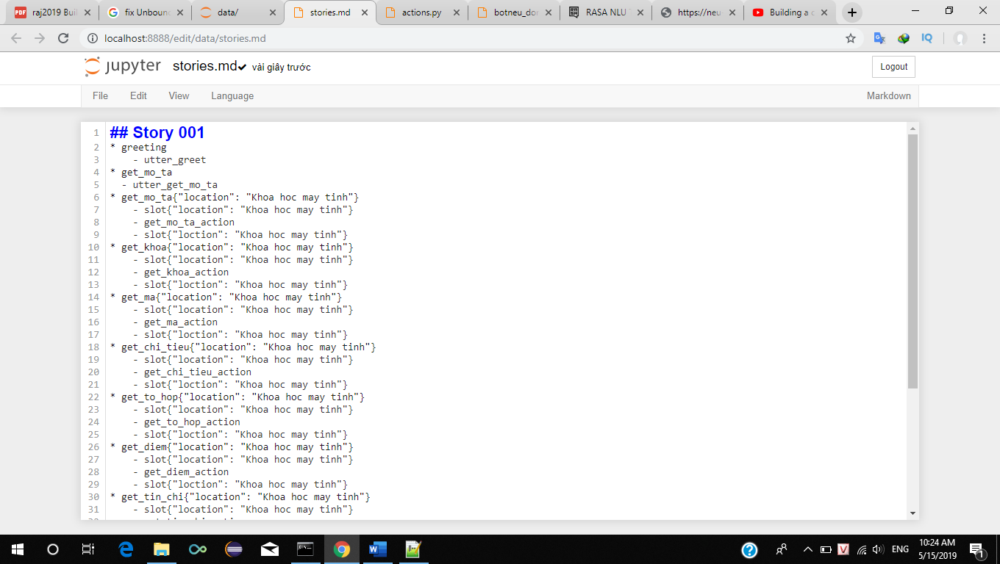 raj2019 Buil
fix Unboun
data/
stories.md
actions.py
botneu_do
RASA NLU
https://neu
Building a c
localhost:8888/edit/data/stories.md
jupyter stories.md vài giây trước
Logout
File Edit View Language
Markdown
1 ## Story 001
2 * greeting
3     - utter_greet
4 * get_mo_ta
5   - utter_get_mo_ta
6 * get_mo_ta{"location": "Khoa hoc may tinh"}
7     - slot{"location": "Khoa hoc may tinh"}
8     - get_mo_ta_action
9     - slot{"loction": "Khoa hoc may tinh"}
10 * get_khoa{"location": "Khoa hoc may tinh"}
11     - slot{"location": "Khoa hoc may tinh"}
12     - get_khoa_action
13     - slot{"loction": "Khoa hoc may tinh"}
14 * get_ma{"location": "Khoa hoc may tinh"}
15     - slot{"location": "Khoa hoc may tinh"}
16     - get_ma_action
17     - slot{"loction": "Khoa hoc may tinh"}
18 * get_chi_tieu{"location": "Khoa hoc may tinh"}
19     - slot{"location": "Khoa hoc may tinh"}
20     - get_chi_tieu_action
21     - slot{"loction": "Khoa hoc may tinh"}
22 * get_to_hop{"location": "Khoa hoc may tinh"}
23     - slot{"location": "Khoa hoc may tinh"}
24     - get_to_hop_action
25     - slot{"loction": "Khoa hoc may tinh"}
26 * get_diem{"location": "Khoa hoc may tinh"}
27     - slot{"location": "Khoa hoc may tinh"}
28     - get_diem_action
29     - slot{"loction": "Khoa hoc may tinh"}
30 * get_tin_chi{"location": "Khoa hoc may tinh"}
31     - slot{"location": "Khoa hoc may tinh"}
ENG
10:24 AM
5/15/2019